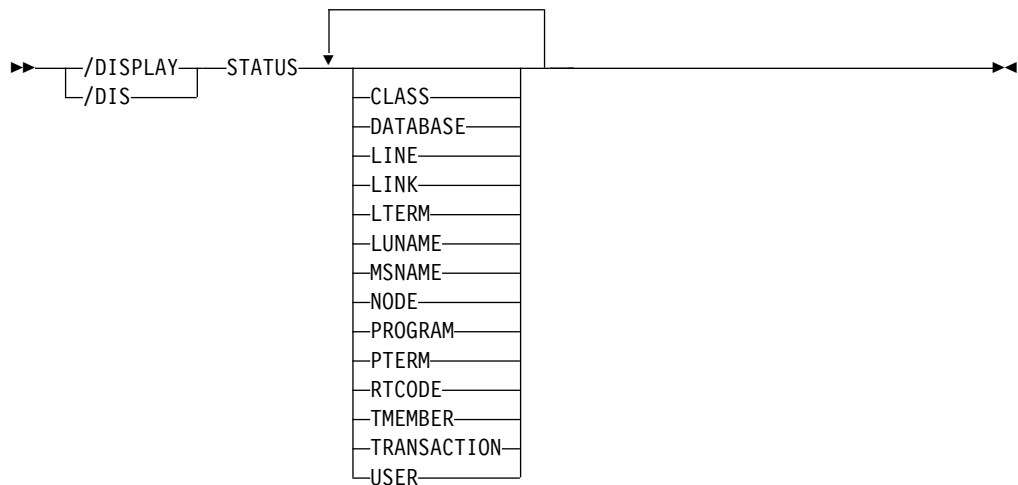 /DISPLAY STATUS
/DIS
CLASS
DATABASE
LINE
LINK
LTERM
LUNAME
MSNAME
NODE
PROGRAM
PTERM
RTCODE
TMEMBER
TRANSACTION
USER